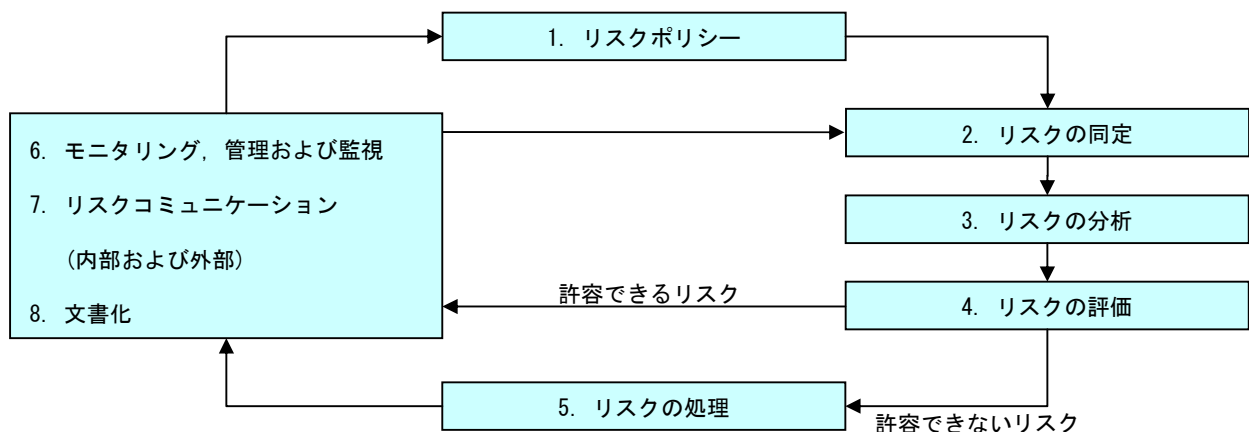 1. リスクポリシー
6. モニタリング, 管理および監視
7. リスクコミュニケーション
(内部および外部)
8. 文書化
2. リスクの同定
3. リスクの分析
許容できるリスク
4. リスクの評価
5. リスクの処理
許容できないリスク